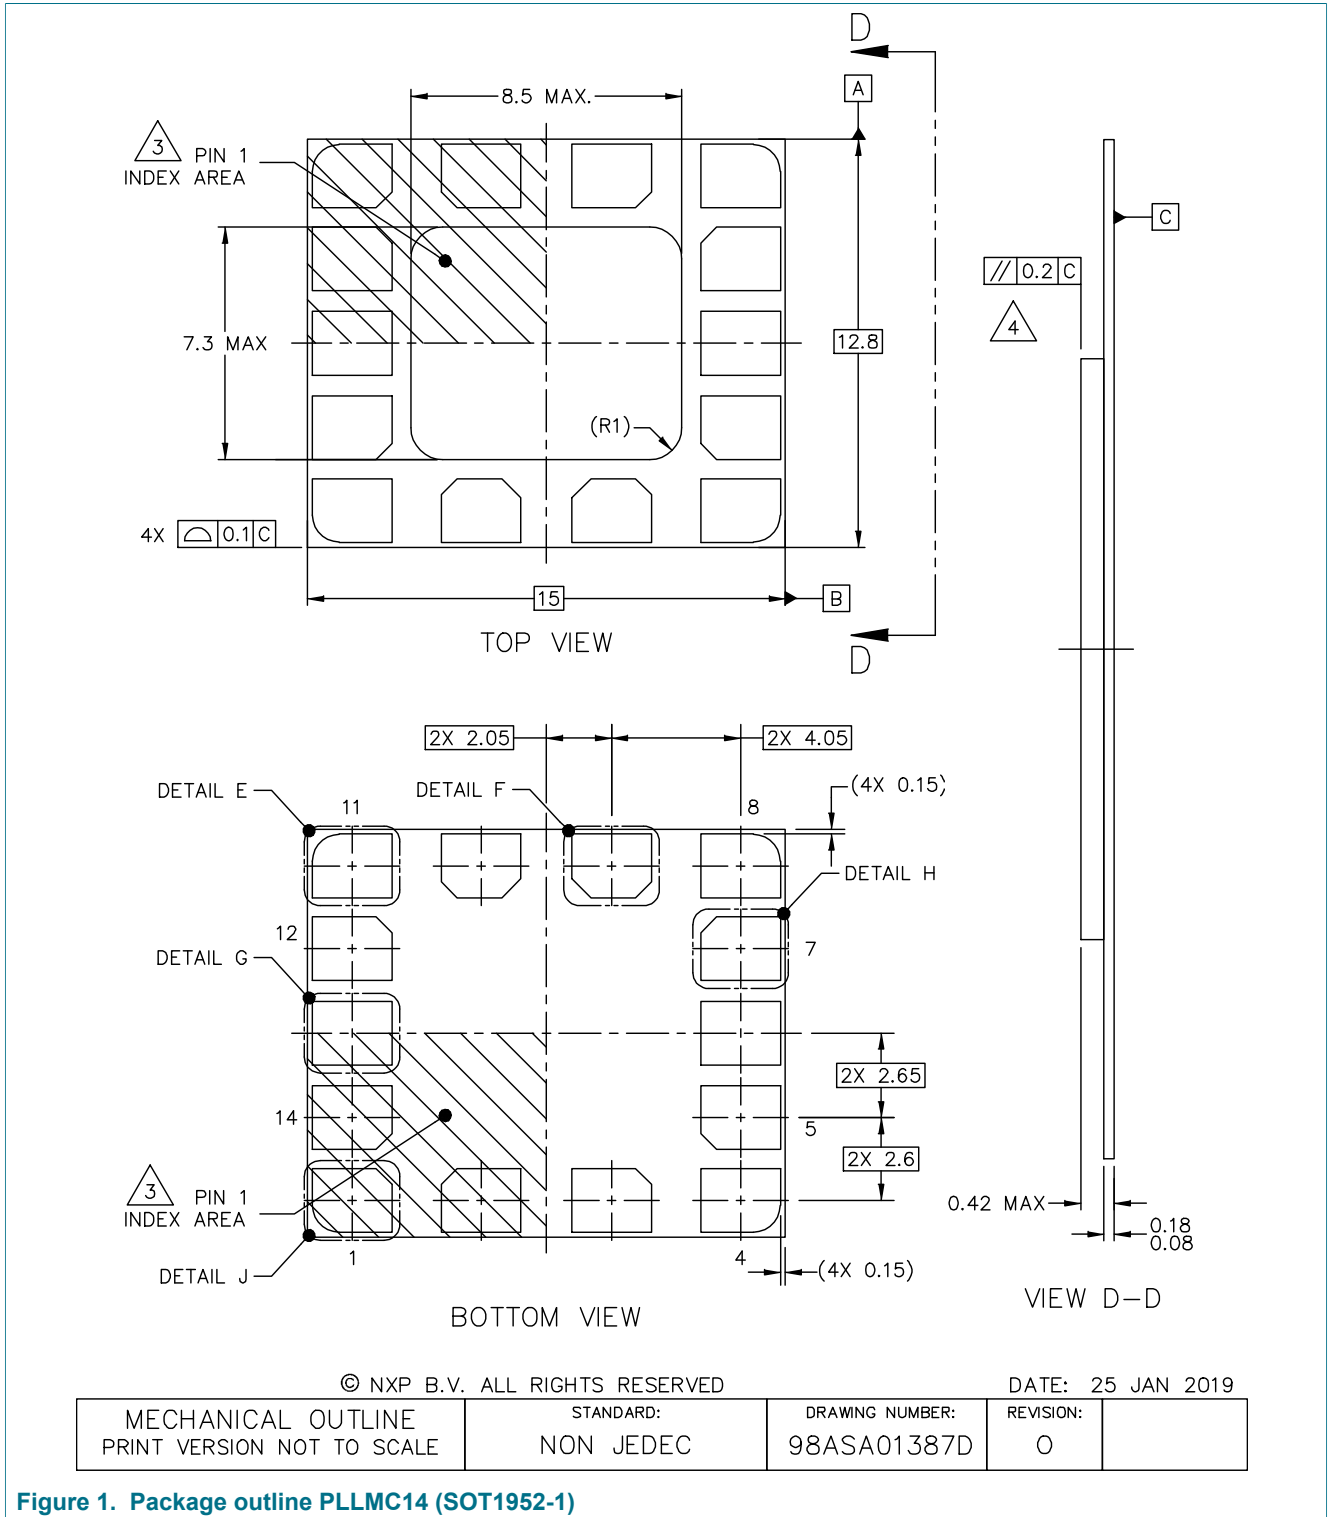 D
8.5 MAX.
A
3 PIN 1
INDEX AREA
C
// 0.2 C
4
7.3 MAX
12.8
(R1)
4X 0.1 C
15
B
TOP VIEW
D
2X 2.05
2X 4.05
DETAIL E
DETAIL F
(4X 0.15)
11
8
DETAIL H
12
7
DETAIL G
2X 2.65
14
5
2X 2.6
3 PIN 1
INDEX AREA
0.42 MAX
0.18
0.08
1
4
(4X 0.15)
DETAIL J
VIEW D-D
BOTTOM VIEW
© NXP B.V. ALL RIGHTS RESERVED
DATE: 25 JAN 2019
MECHANICAL OUTLINE
PRINT VERSION NOT TO SCALE
STANDARD:
NON JEDEC
DRAWING NUMBER:
98ASA01387D
REVISION:
O
Figure 1. Package outline PLLMC14 (SOT1952-1)